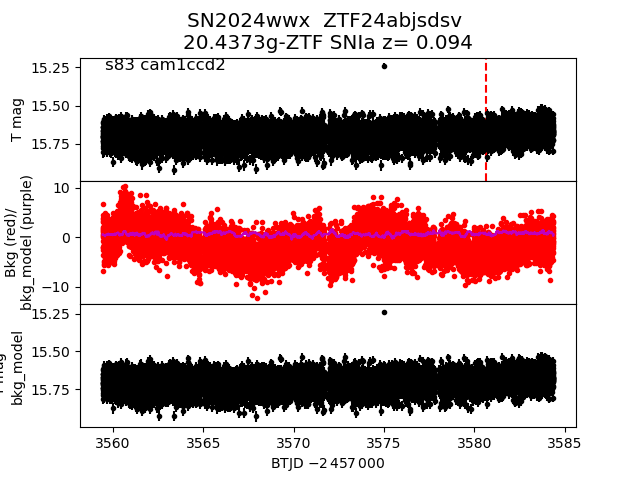 SN2024wwx  ZTF24abjsdsv
20.4373g-ZTF SNIa z= 0.094
s83 cam1ccd2
15.25
15.50
15.75
T mag
10
0
−10
Bkg (red)/
bkg_model (purple)
15.25
15.50
15.75
mag
bkg_model
3560
3565
3570
3575
3580
3585
BTJD −2 457 000